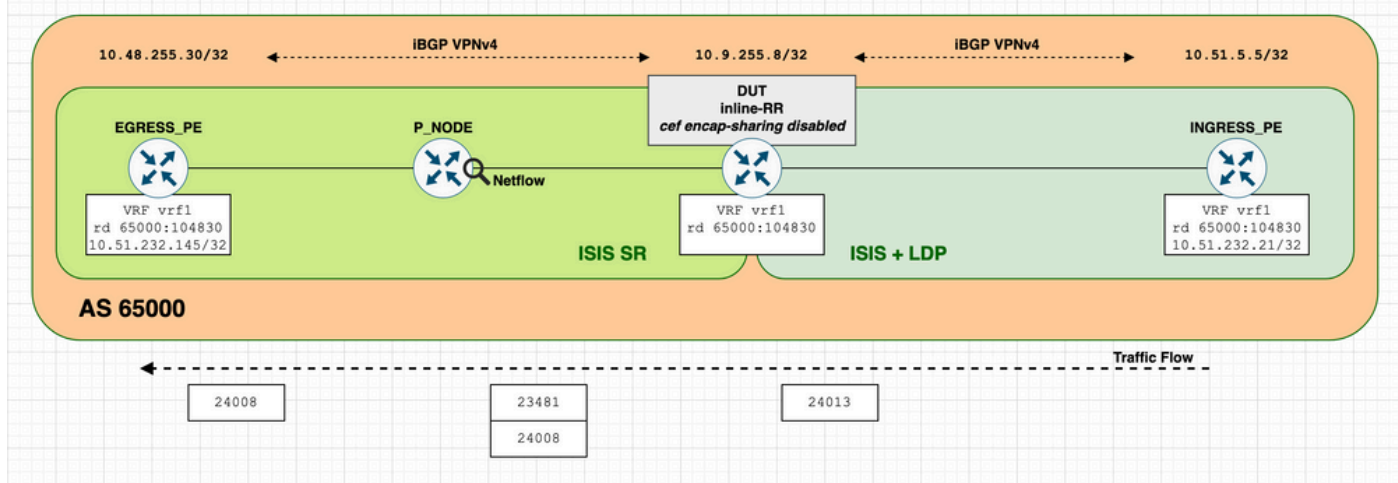 10.48.255.30/32
iBGP VPNv4
10.9.255.8/32
iBGP VPNv4
10.51.5.5/32
DUT
inline-RR
cef encap-sharing disabled
EGRESS_PE
P_NODE
INGRESS_PE
Netflow
VRF vrf1
rd 65000:104830
10.51.232.145/32
VRF vrf1
rd 65000:104830
VRF vrf1
rd 65000:104830
10.51.232.21/32
ISIS SR
ISIS + LDP
AS 65000
Traffic Flow
24008
23481
24008
24013